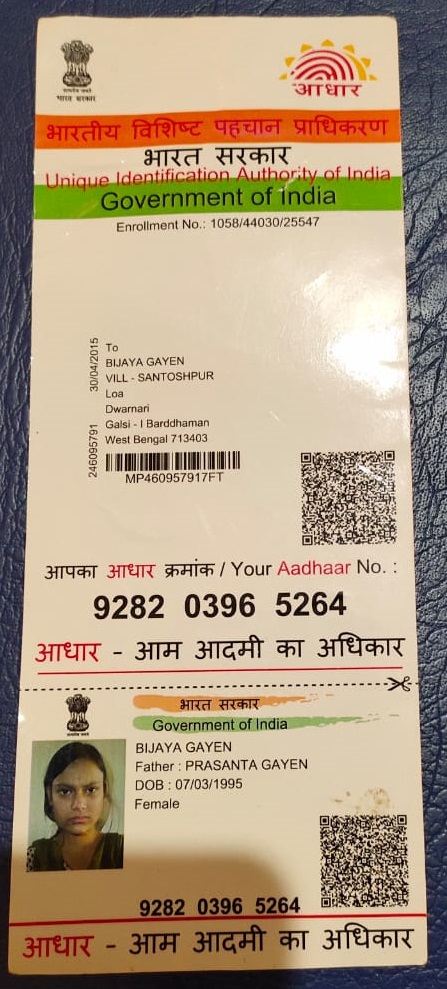 भारत सरकार
आधार
भारतीय विशिष्ट पहचान प्राधिकरण
भारत सरकार
Unique Identification Authority of India
Government of India
Enrollment No.: 1058/44030/25547
246095791 30/04/2015
To
BIJAYA GAYEN
VILL - SANTOSHPUR
Loa
Dwarnari
Galsi - I Barddhaman
West Bengal 713403
MP460957917FT
आपका आधार क्रमांक / Your Aadhaar No. :
9282 0396 5264
आधार - आम आदमी का अधिकार
भारत सरकार
Government of India
BIJAYA GAYEN
Father : PRASANTA GAYEN
DOB : 07/03/1995
Female
9282 0396 5264
आधार - आम आदमी का अधिकार